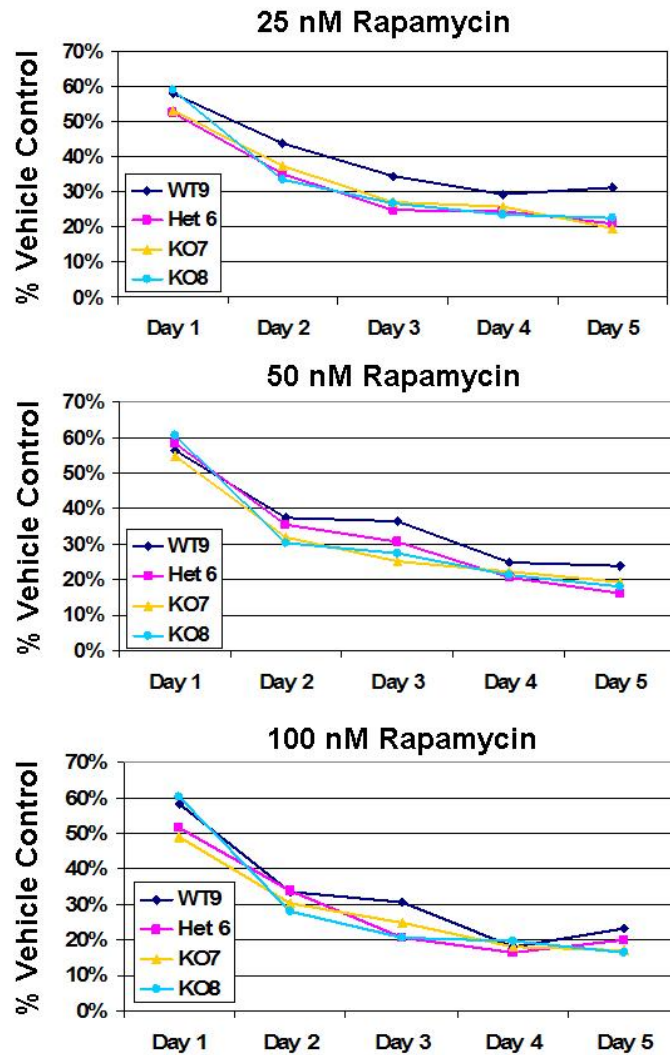 25 nM Rapamycin
% Vehicle Control
70%
60%
50%
40%
30%
20%
10%
0%
WT9
Het 6
KO7
KO8
Day 1 Day 2 Day 3 Day 4 Day 5
50 nM Rapamycin
% Vehicle Control
70%
60%
50%
40%
30%
20%
10%
0%
WT9
Het 6
KO7
KO8
Day 1 Day 2 Day 3 Day 4 Day 5
100 nM Rapamycin
% Vehicle Control
70%
60%
50%
40%
30%
20%
10%
0%
WT9
Het 6
KO7
KO8
Day 1 Day 2 Day 3 Day 4 Day 5